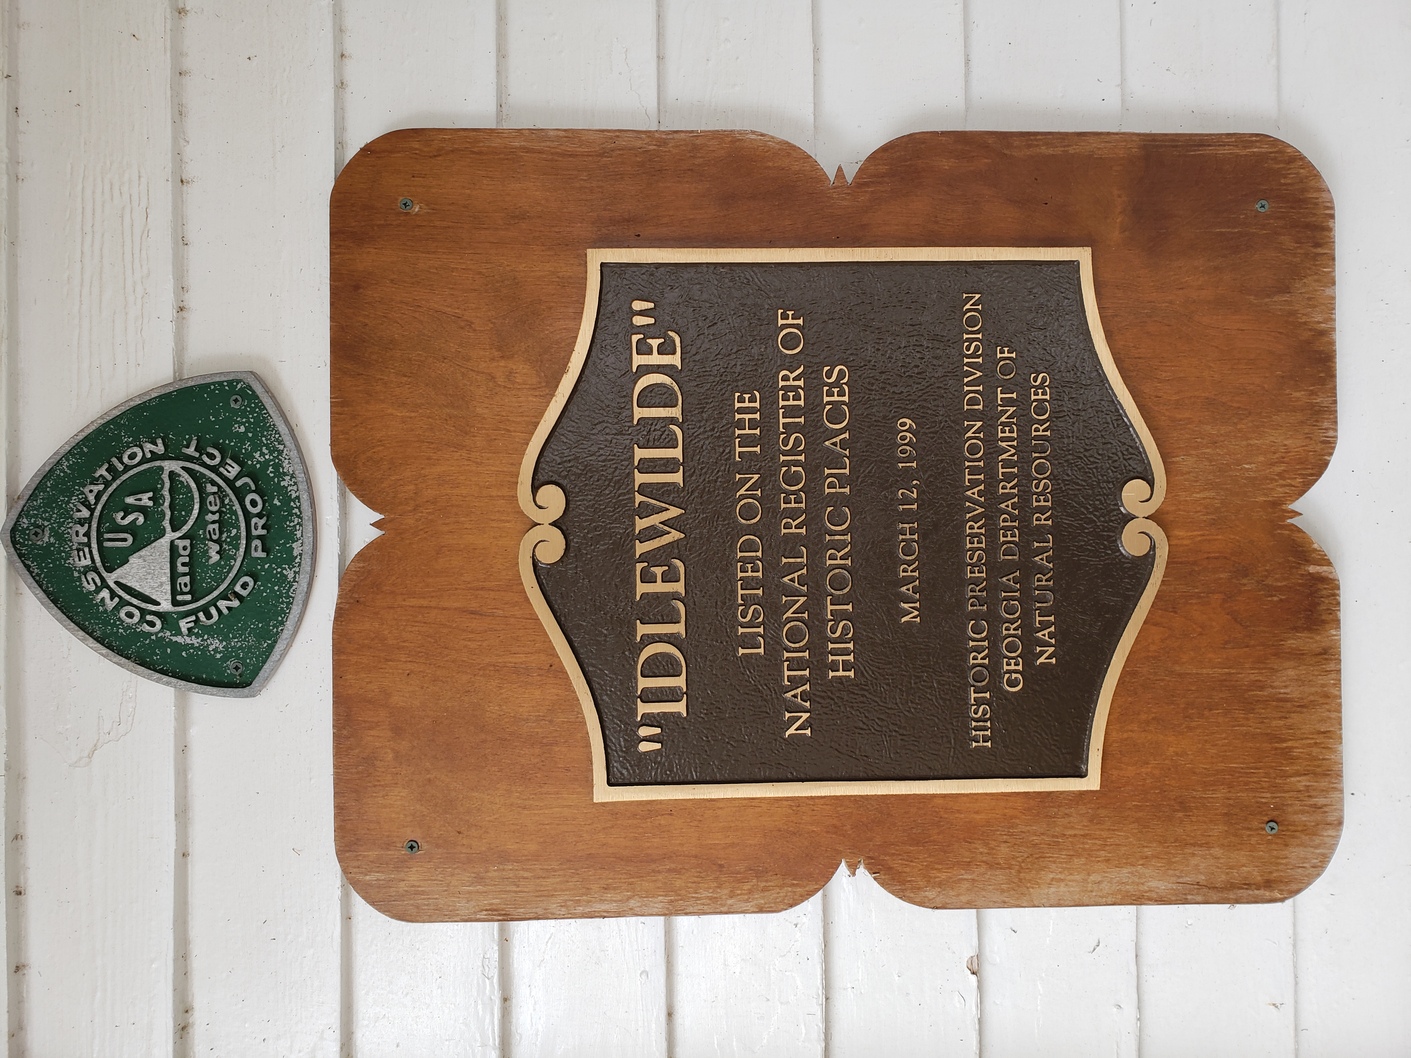 CONSERVATION
USA
land
water
FUND PROJECT
"IDLEWILDE"
LISTED ON THE
NATIONAL REGISTER OF
HISTORIC PLACES
MARCH 12, 1999
HISTORIC PRESERVATION DIVISION
GEORGIA DEPARTMENT OF
NATURAL RESOURCES